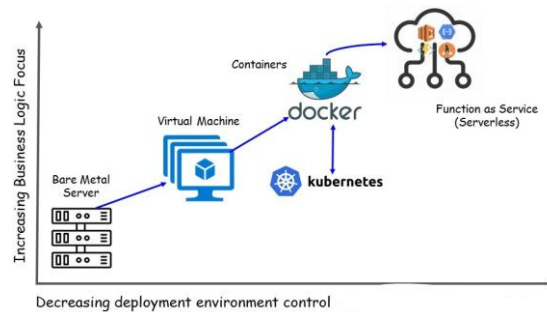 Increasing Business Logic Focus
Containers
docker
Function as Service
(Serverless)
Virtual Machine
kubernetes
Bare Metal
Server
Decreasing deployment environment control